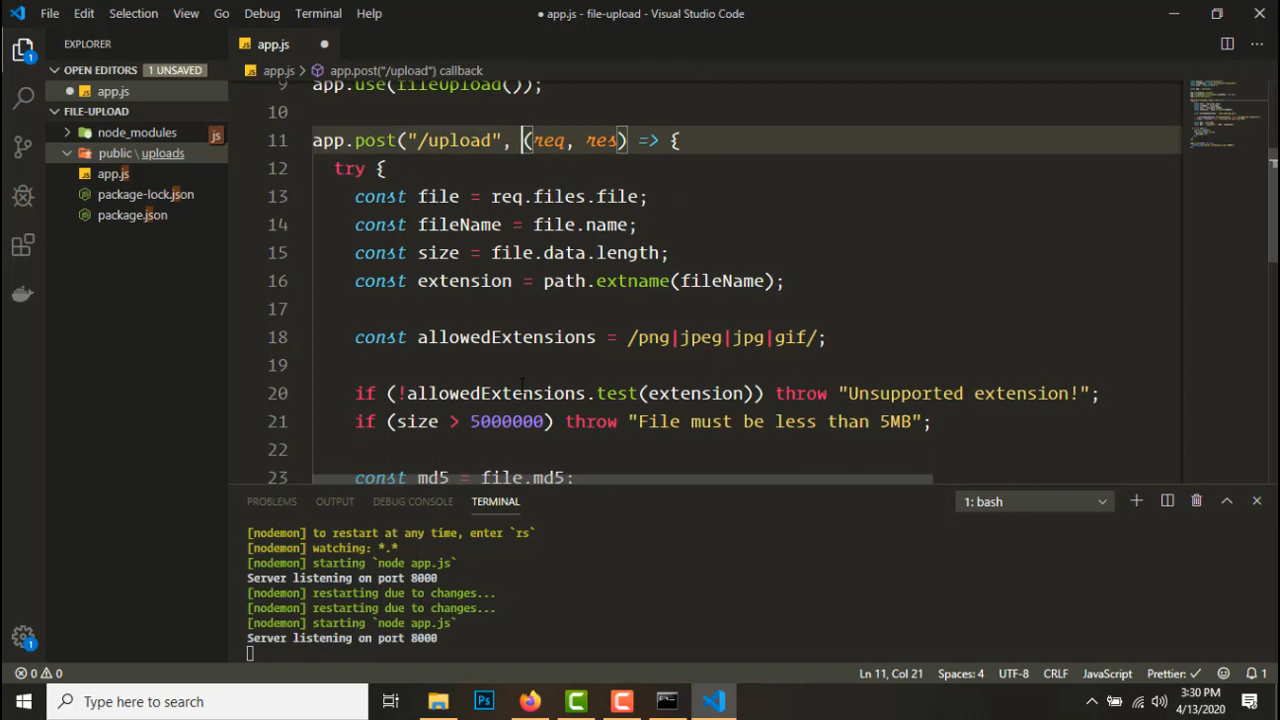 File Edit Selection View Go Debug Terminal Help
● app.js - file-upload - Visual Studio Code
EXPLORER
OPEN EDITORS 1 UNSAVED
app.js
FILE-UPLOAD
node_modules
public \ uploads
app.js
package-lock.json
package.json
app.js
app.js > app.post("/upload") callback
9 app.use(fileUpload());
10
11 app.post("/upload", (req, res) => {
12 try {
13 const file = req.files.file;
14 const fileName = file.name;
15 const size = file.data.length;
16 const extension = path.extname(fileName);
17
18 const allowedExtensions = /png|jpeg|jpg|gif/;
19
20 if (!allowedExtensions.test(extension)) throw "Unsupported extension!";
21 if (size > 5000000) throw "File must be less than 5MB";
22
23 const md5 = file.md5;
PROBLEMS OUTPUT DEBUG CONSOLE TERMINAL
1: bash
[nodemon] to restart at any time, enter `rs`
[nodemon] watching: *.*
[nodemon] starting `node app.js`
Server listening on port 8000
[nodemon] restarting due to changes...
[nodemon] restarting due to changes...
[nodemon] starting `node app.js`
Server listening on port 8000
0 0
Ln 11, Col 21 Spaces: 4 UTF-8 CRLF JavaScript Prettier: ✓ 1
Type here to search
3:30 PM
4/13/2020